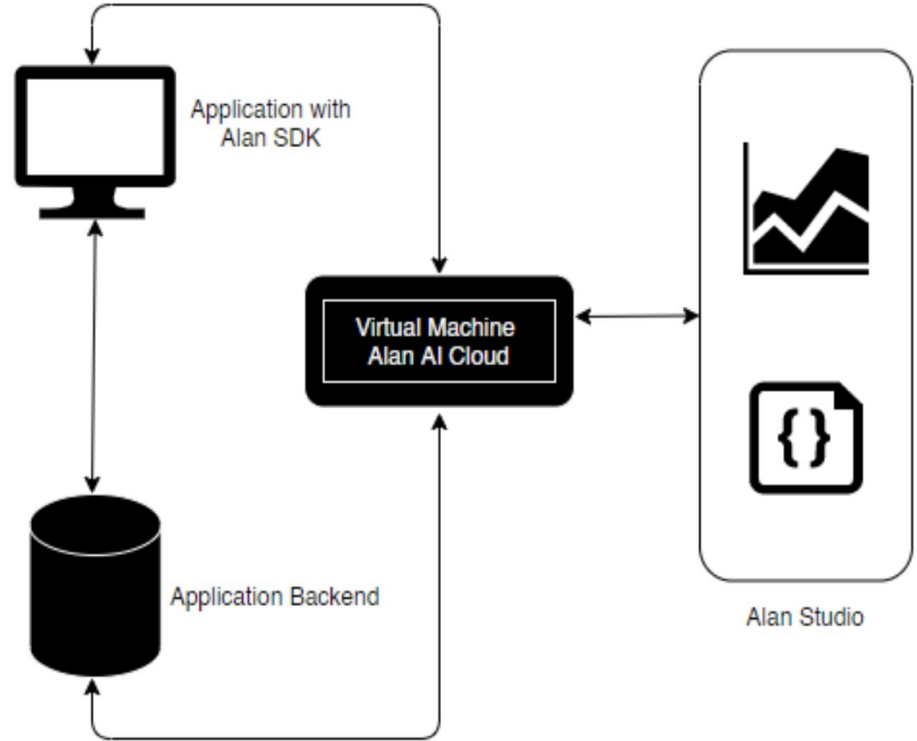 Application with
Alan SDK
Virtual Machine
Alan AI Cloud
{}
Application Backend
Alan Studio